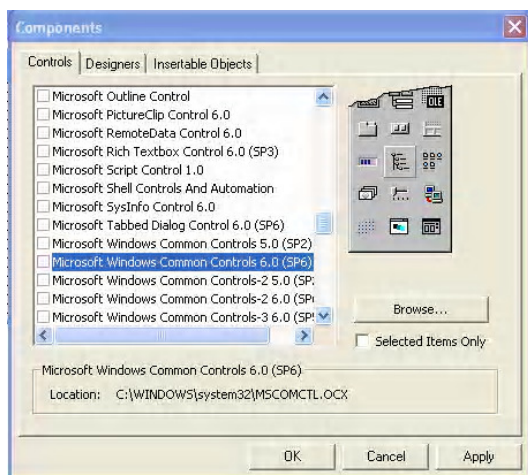 Components
Controls Designers Insertable Objects
Microsoft Outline Control
Microsoft PictureClip Control 6.0
Microsoft RemoteData Control 6.0
Microsoft Rich Textbox Control 6.0 (SP3)
Microsoft Script Control 1.0
Microsoft Shell Controls And Automation
Microsoft SysInfo Control 6.0
Microsoft Tabbed Dialog Control 6.0 (SP6)
Microsoft Windows Common Controls 5.0 (SP2)
Microsoft Windows Common Controls 6.0 (SP6)
Microsoft Windows Common Controls-2 5.0 (SP
Microsoft Windows Common Controls-2 6.0 (SP
Microsoft Windows Common Controls-3 6.0 (SP
OLE
Browse...
Selected Items Only
Microsoft Windows Common Controls 6.0 (SP6)
Location: C:\WINDOWS\system32\MSCOMCTL.OCX
OK Cancel Apply